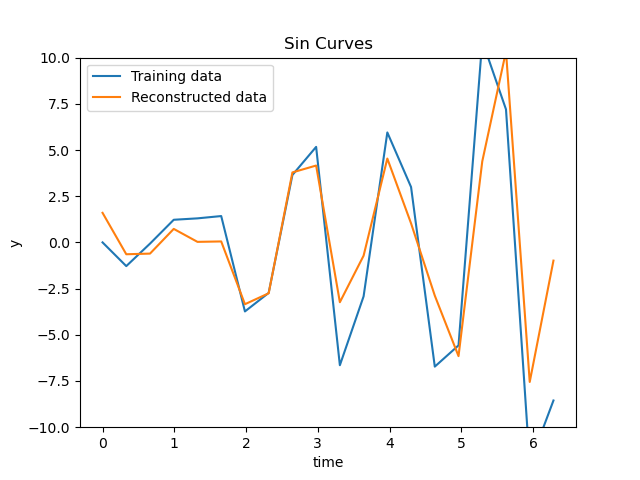 Sin Curves
Training data
Reconstructed data
10.0
7.5
5.0
2.5
0.0
−2.5
−5.0
−7.5
−10.0
y
0 1 2 3 4 5 6
time